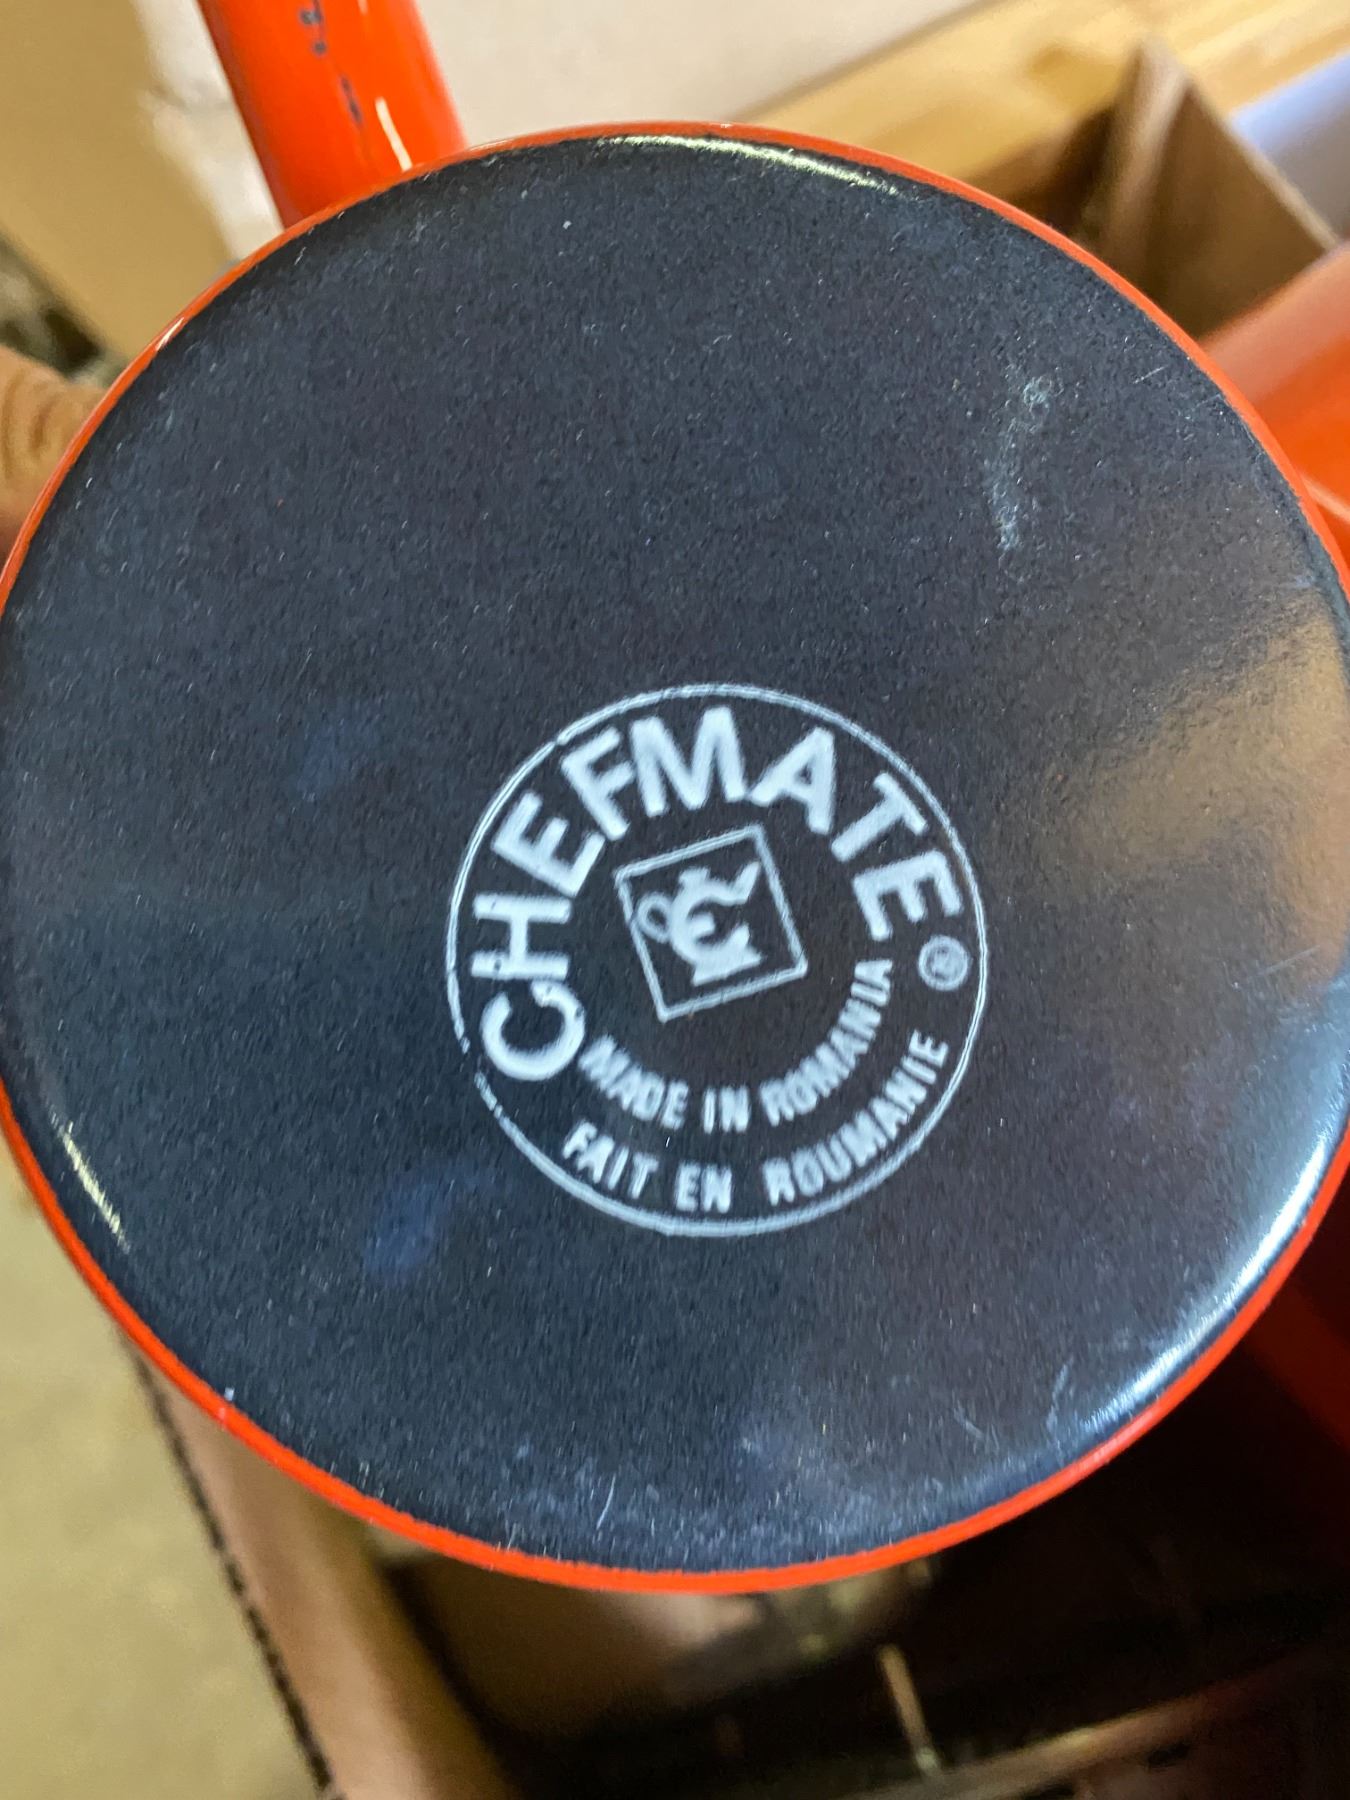 CHEFMATE ®
MADE IN ROMANIA
FAIT EN ROUMANIE